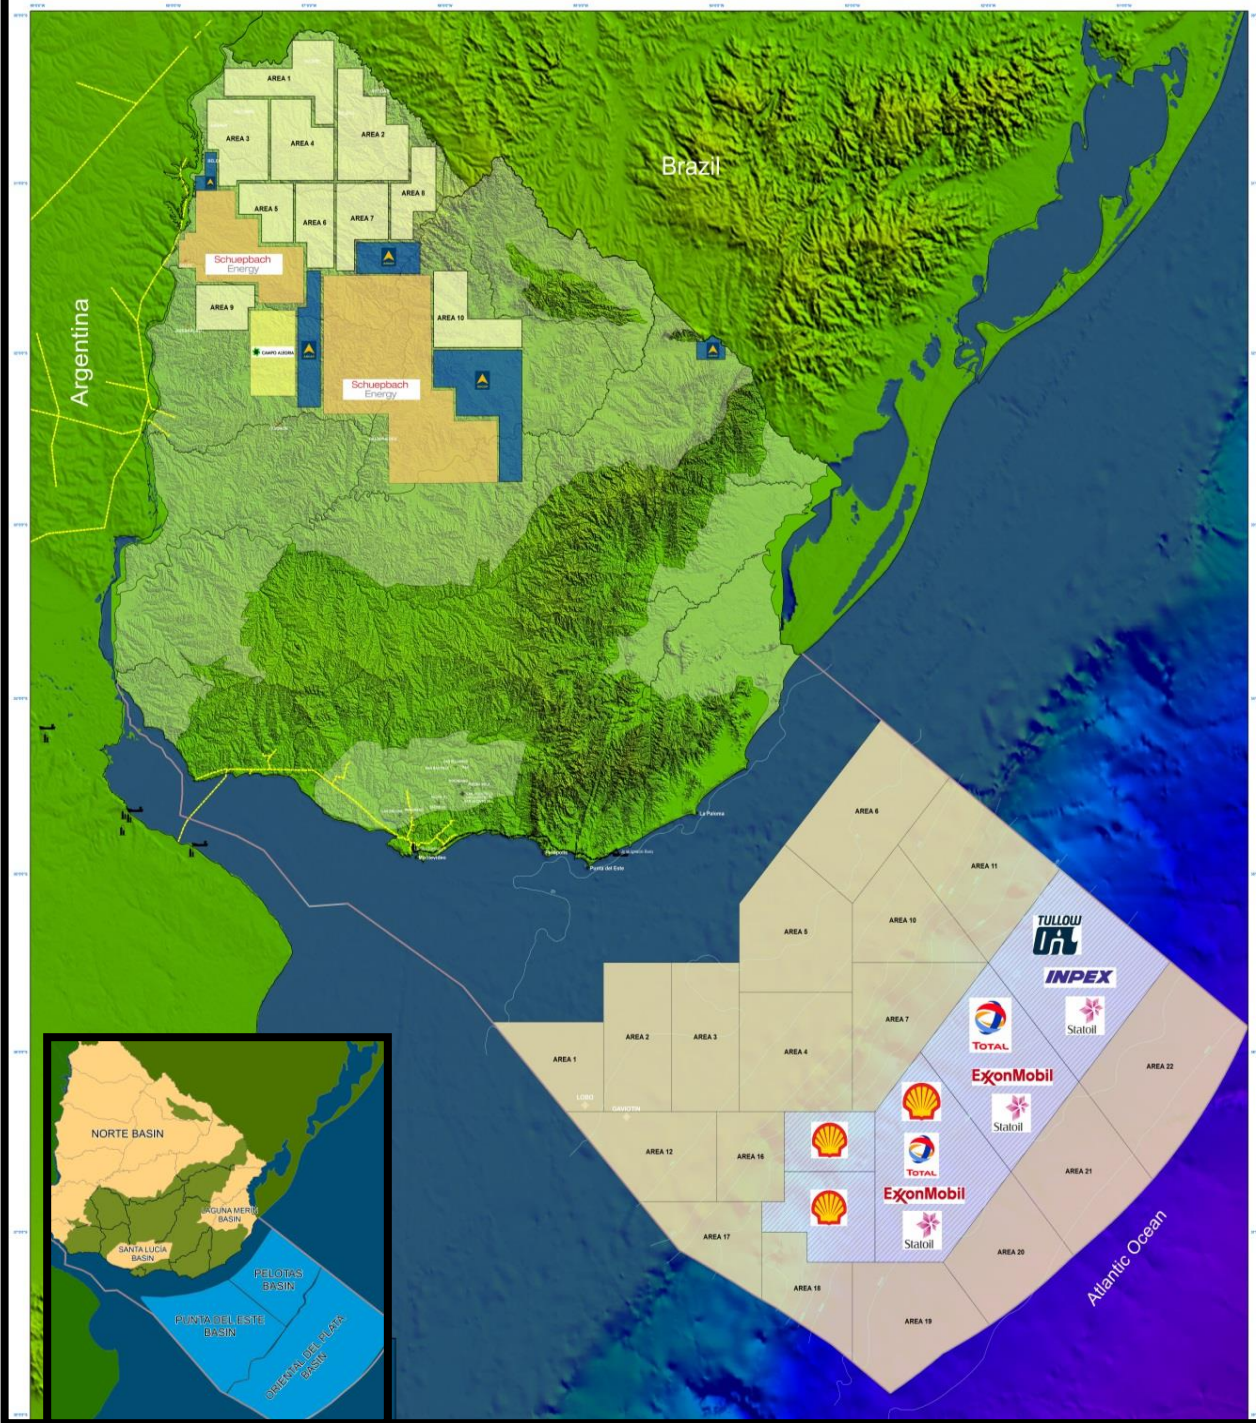 AREA 1
AREA 2
AREA 3
AREA 4
Brazil
AREA 8
AREA 5
AREA 6
AREA 7
Schuepbach
Energy
Argentina
AREA 9
AREA 10
CAMPO ALEGRIA
Schuepbach
Energy
La Paloma
Montevideo
Punta del Este
AREA 6
AREA 11
AREA 5
AREA 10
TULLOW
OIL
INPEX
Statoil
AREA 7
TOTAL
AREA 1
AREA 2
AREA 3
AREA 4
AREA 22
ExxonMobil
Statoil
LOBO
GAVIOTIN
AREA 12
AREA 16
TOTAL
AREA 21
ExxonMobil
Statoil
AREA 17
AREA 20
AREA 18
AREA 19
Atlantic Ocean
NORTE BASIN
LAGUNA MERIN
BASIN
SANTA LUCÍA
BASIN
PELOTAS
BASIN
PUNTA DEL ESTE
BASIN
ORIENTAL DEL PLATA
BASIN